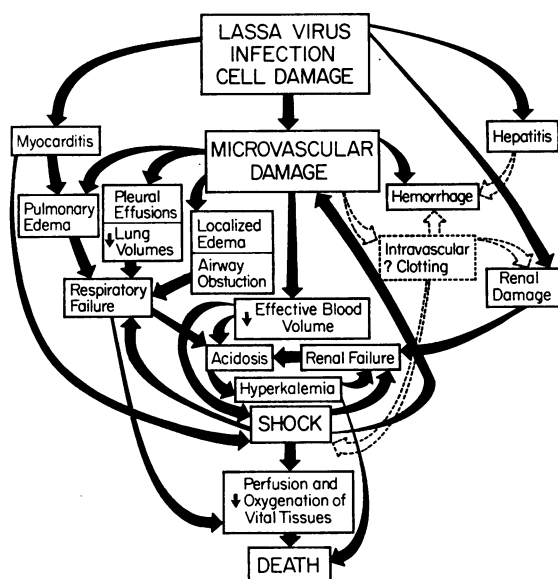 LASSA VIRUS
INFECTION
CELL DAMAGE
Myocarditis
Hepatitis
MICROVASCULAR
DAMAGE
Pulmonary
Edema
Pleural
Effusions
↓ Lung
Volumes
Localized
Edema
Airway
Obstuction
Hemorrhage
Intravascular
? Clotting
Renal
Damage
Respiratory
Failure
↓ Effective Blood
Volume
Acidosis
Renal Failure
Hyperkalemia
SHOCK
Perfusion and
↓ Oxygenation of
Vital Tissues
DEATH